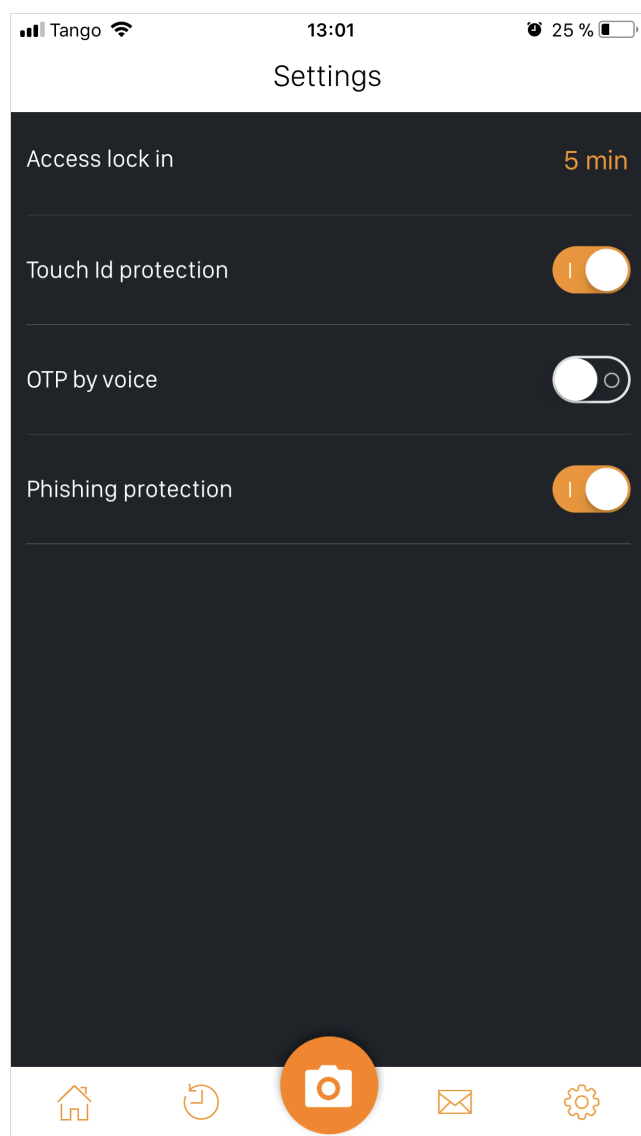 Tango 13:01 25 %
Settings
Access lock in 5 min
Touch Id protection
OTP by voice
Phishing protection